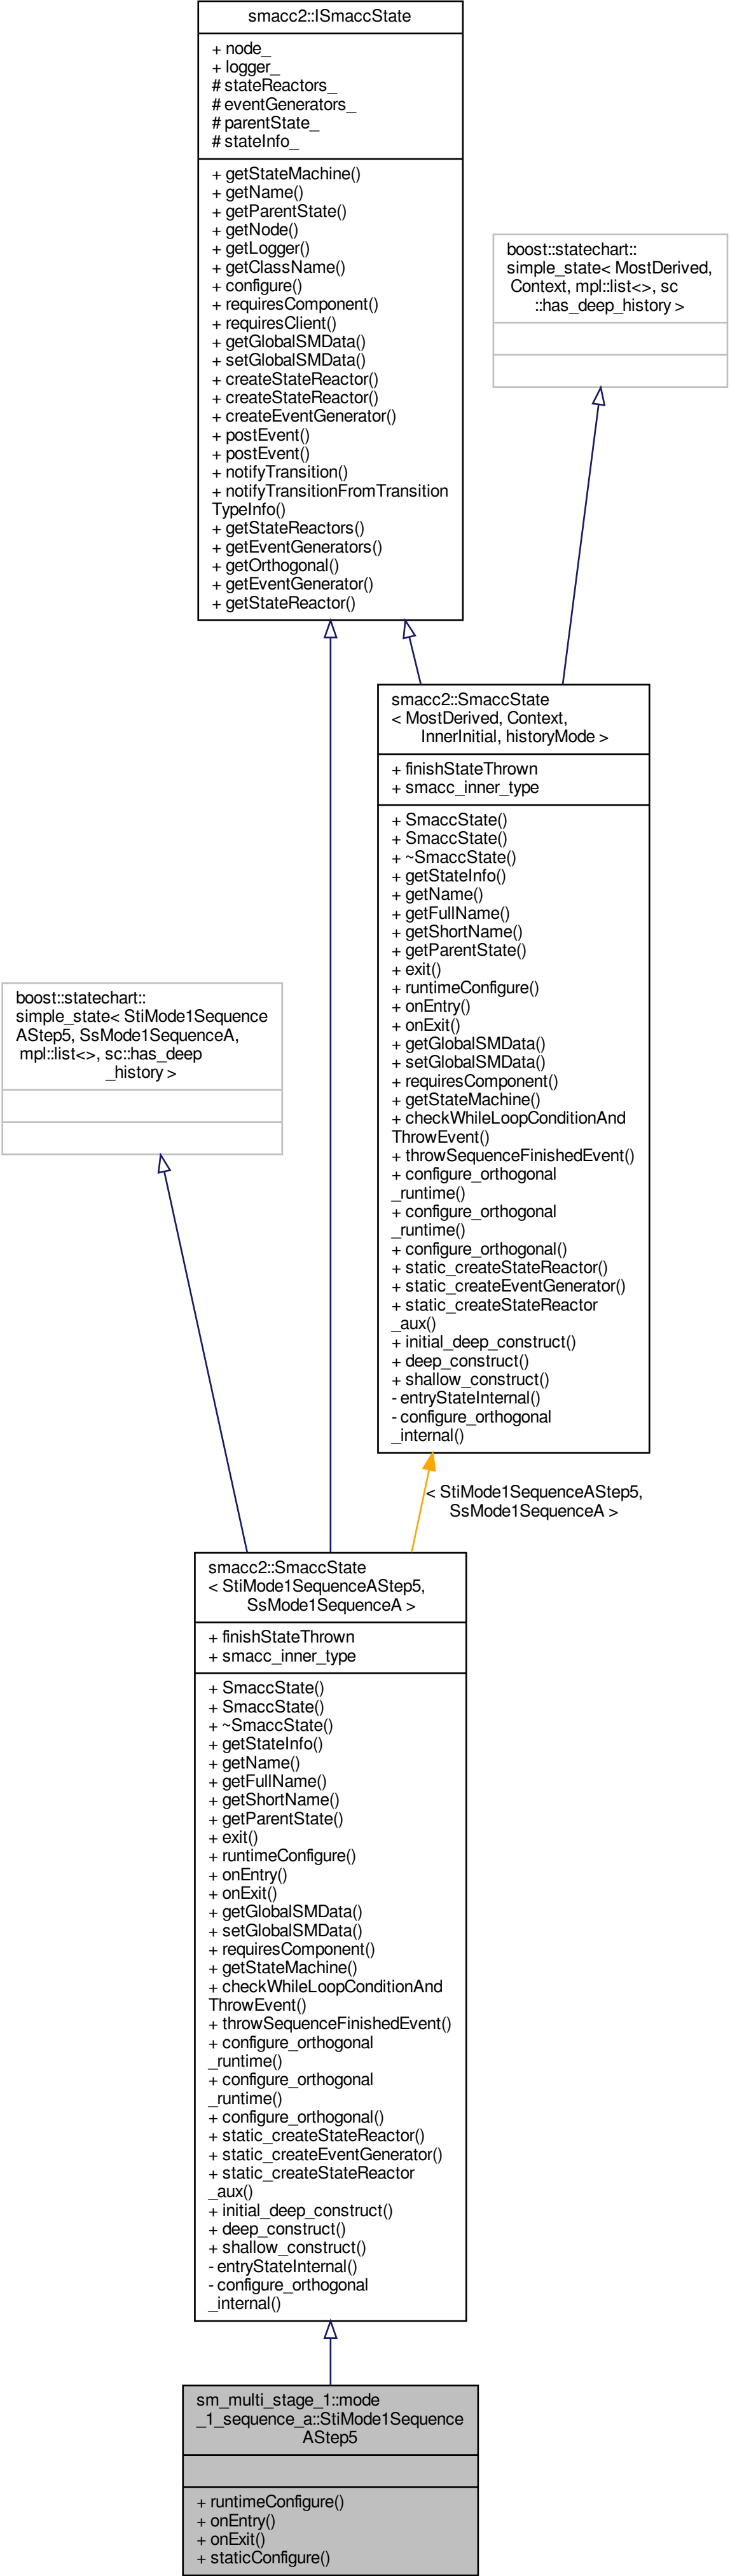 smacc2::ISmaccState
+ node_
+ logger_
# stateReactors_
# eventGenerators_
# parentState_
# stateInfo_
+ getStateMachine()
+ getName()
+ getParentState()
+ getNode()
+ getLogger()
+ getClassName()
+ configure()
+ requiresComponent()
+ requiresClient()
+ getGlobalSMData()
+ setGlobalSMData()
+ createStateReactor()
+ createStateReactor()
+ createEventGenerator()
+ postEvent()
+ postEvent()
+ notifyTransition()
+ notifyTransitionFromTransition
TypeInfo()
+ getStateReactors()
+ getEventGenerators()
+ getOrthogonal()
+ getEventGenerator()
+ getStateReactor()
boost::statechart::
simple_state< MostDerived,
Context, mpl::list<>, sc
::has_deep_history >
smacc2::SmaccState
< MostDerived, Context,
InnerInitial, historyMode >
+ finishStateThrown
+ smacc_inner_type
+ SmaccState()
+ SmaccState()
+ ~SmaccState()
+ getStateInfo()
+ getName()
+ getFullName()
+ getShortName()
+ getParentState()
+ exit()
+ runtimeConfigure()
+ onEntry()
+ onExit()
+ getGlobalSMData()
+ setGlobalSMData()
+ requiresComponent()
+ getStateMachine()
+ checkWhileLoopConditionAnd
ThrowEvent()
+ throwSequenceFinishedEvent()
+ configure_orthogonal
_runtime()
+ configure_orthogonal
_runtime()
+ configure_orthogonal()
+ static_createStateReactor()
+ static_createEventGenerator()
+ static_createStateReactor
_aux()
+ initial_deep_construct()
+ deep_construct()
+ shallow_construct()
- entryStateInternal()
- configure_orthogonal
_internal()
boost::statechart::
simple_state< StiMode1Sequence
AStep5, SsMode1SequenceA,
mpl::list<>, sc::has_deep
_history >
< StiMode1SequenceAStep5,
SsMode1SequenceA >
smacc2::SmaccState
< StiMode1SequenceAStep5,
SsMode1SequenceA >
+ finishStateThrown
+ smacc_inner_type
+ SmaccState()
+ SmaccState()
+ ~SmaccState()
+ getStateInfo()
+ getName()
+ getFullName()
+ getShortName()
+ getParentState()
+ exit()
+ runtimeConfigure()
+ onEntry()
+ onExit()
+ getGlobalSMData()
+ setGlobalSMData()
+ requiresComponent()
+ getStateMachine()
+ checkWhileLoopConditionAnd
ThrowEvent()
+ throwSequenceFinishedEvent()
+ configure_orthogonal
_runtime()
+ configure_orthogonal
_runtime()
+ configure_orthogonal()
+ static_createStateReactor()
+ static_createEventGenerator()
+ static_createStateReactor
_aux()
+ initial_deep_construct()
+ deep_construct()
+ shallow_construct()
- entryStateInternal()
- configure_orthogonal
_internal()
sm_multi_stage_1::mode
_1_sequence_a::StiMode1Sequence
AStep5
+ runtimeConfigure()
+ onEntry()
+ onExit()
+ staticConfigure()